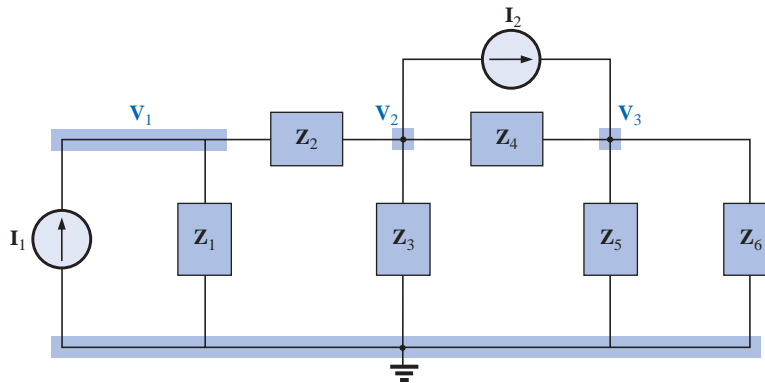 I₂
V₁
V₂
V₃
Z₂
Z₄
I₁
Z₁
Z₃
Z₅
Z₆